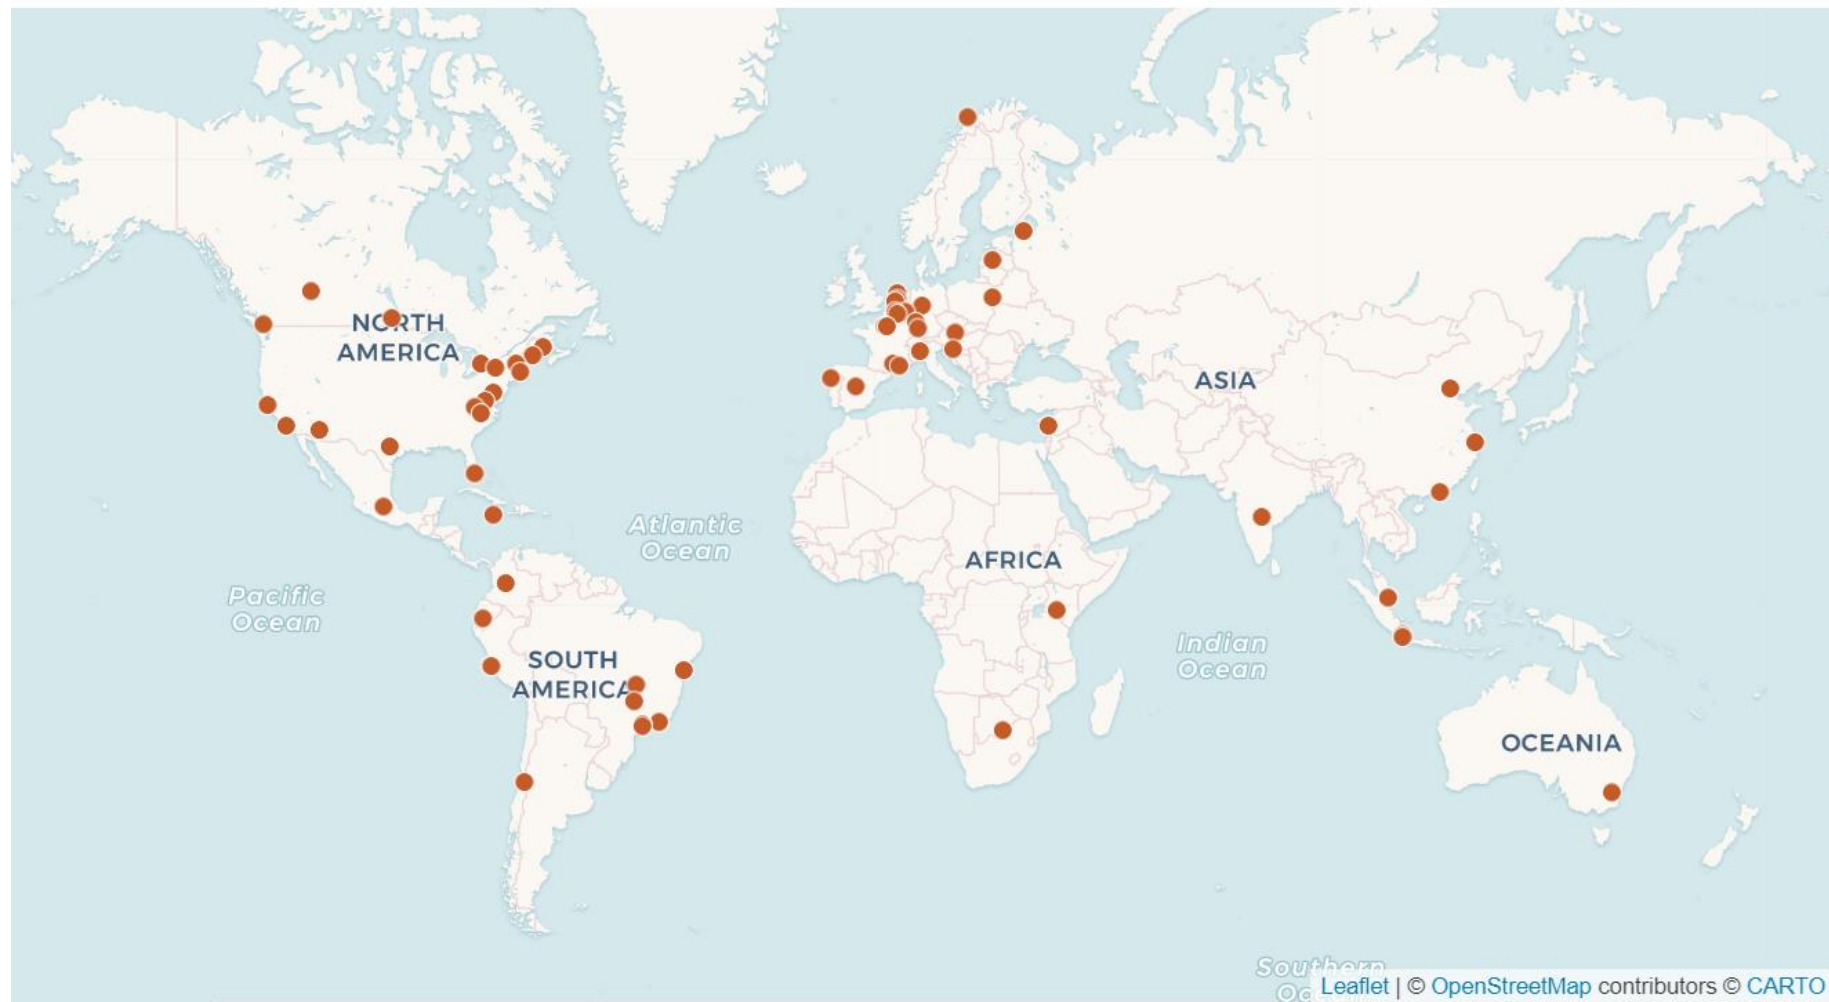 NORTH
AMERICA
ASIA
Atlantic
Ocean
AFRICA
Pacific
Ocean
Indian
Ocean
SOUTH
AMERICA
OCEANIA
Southern
Leaflet | © OpenStreetMap contributors © CARTO